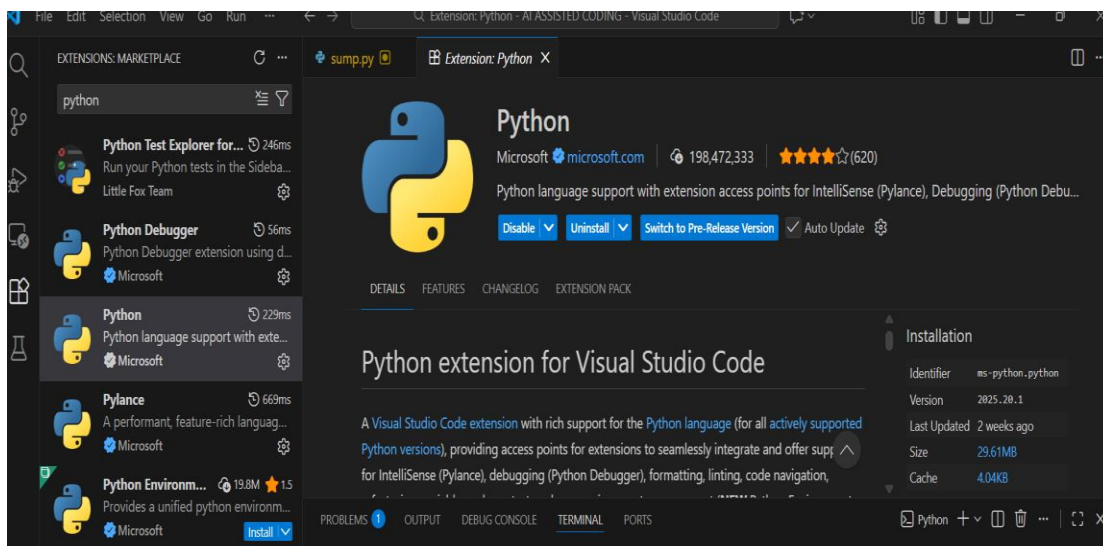 File Edit Selection View Go Run ···
Extension: Python - AI ASSISTED CODING - Visual Studio Code
EXTENSIONS: MARKETPLACE
python
Python Test Explorer for... 246ms
Run your Python tests in the Sideba...
Little Fox Team
Python Debugger 56ms
Python Debugger extension using d...
Microsoft
Python 229ms
Python language support with exte...
Microsoft
Pylance 669ms
A performant, feature-rich languag...
Microsoft
Python Environm... 19.8M 1.5
Provides a unified python environm...
Microsoft Install
sump.py Extension: Python X
Python
Microsoft microsoft.com 198,472,333 (620)
Python language support with extension access points for IntelliSense (Pylance), Debugging (Python Debu...
Disable Uninstall Switch to Pre-Release Version Auto Update
DETAILS FEATURES CHANGELOG EXTENSION PACK
Python extension for Visual Studio Code
A Visual Studio Code extension with rich support for the Python language (for all actively supported
Python versions), providing access points for extensions to seamlessly integrate and offer supp
for IntelliSense (Pylance), debugging (Python Debugger), formatting, linting, code navigation,
Installation
Identifier ms-python.python
Version 2025.20.1
Last Updated 2 weeks ago
Size 29.61MB
Cache 4.04KB
PROBLEMS 1 OUTPUT DEBUG CONSOLE TERMINAL PORTS
Python